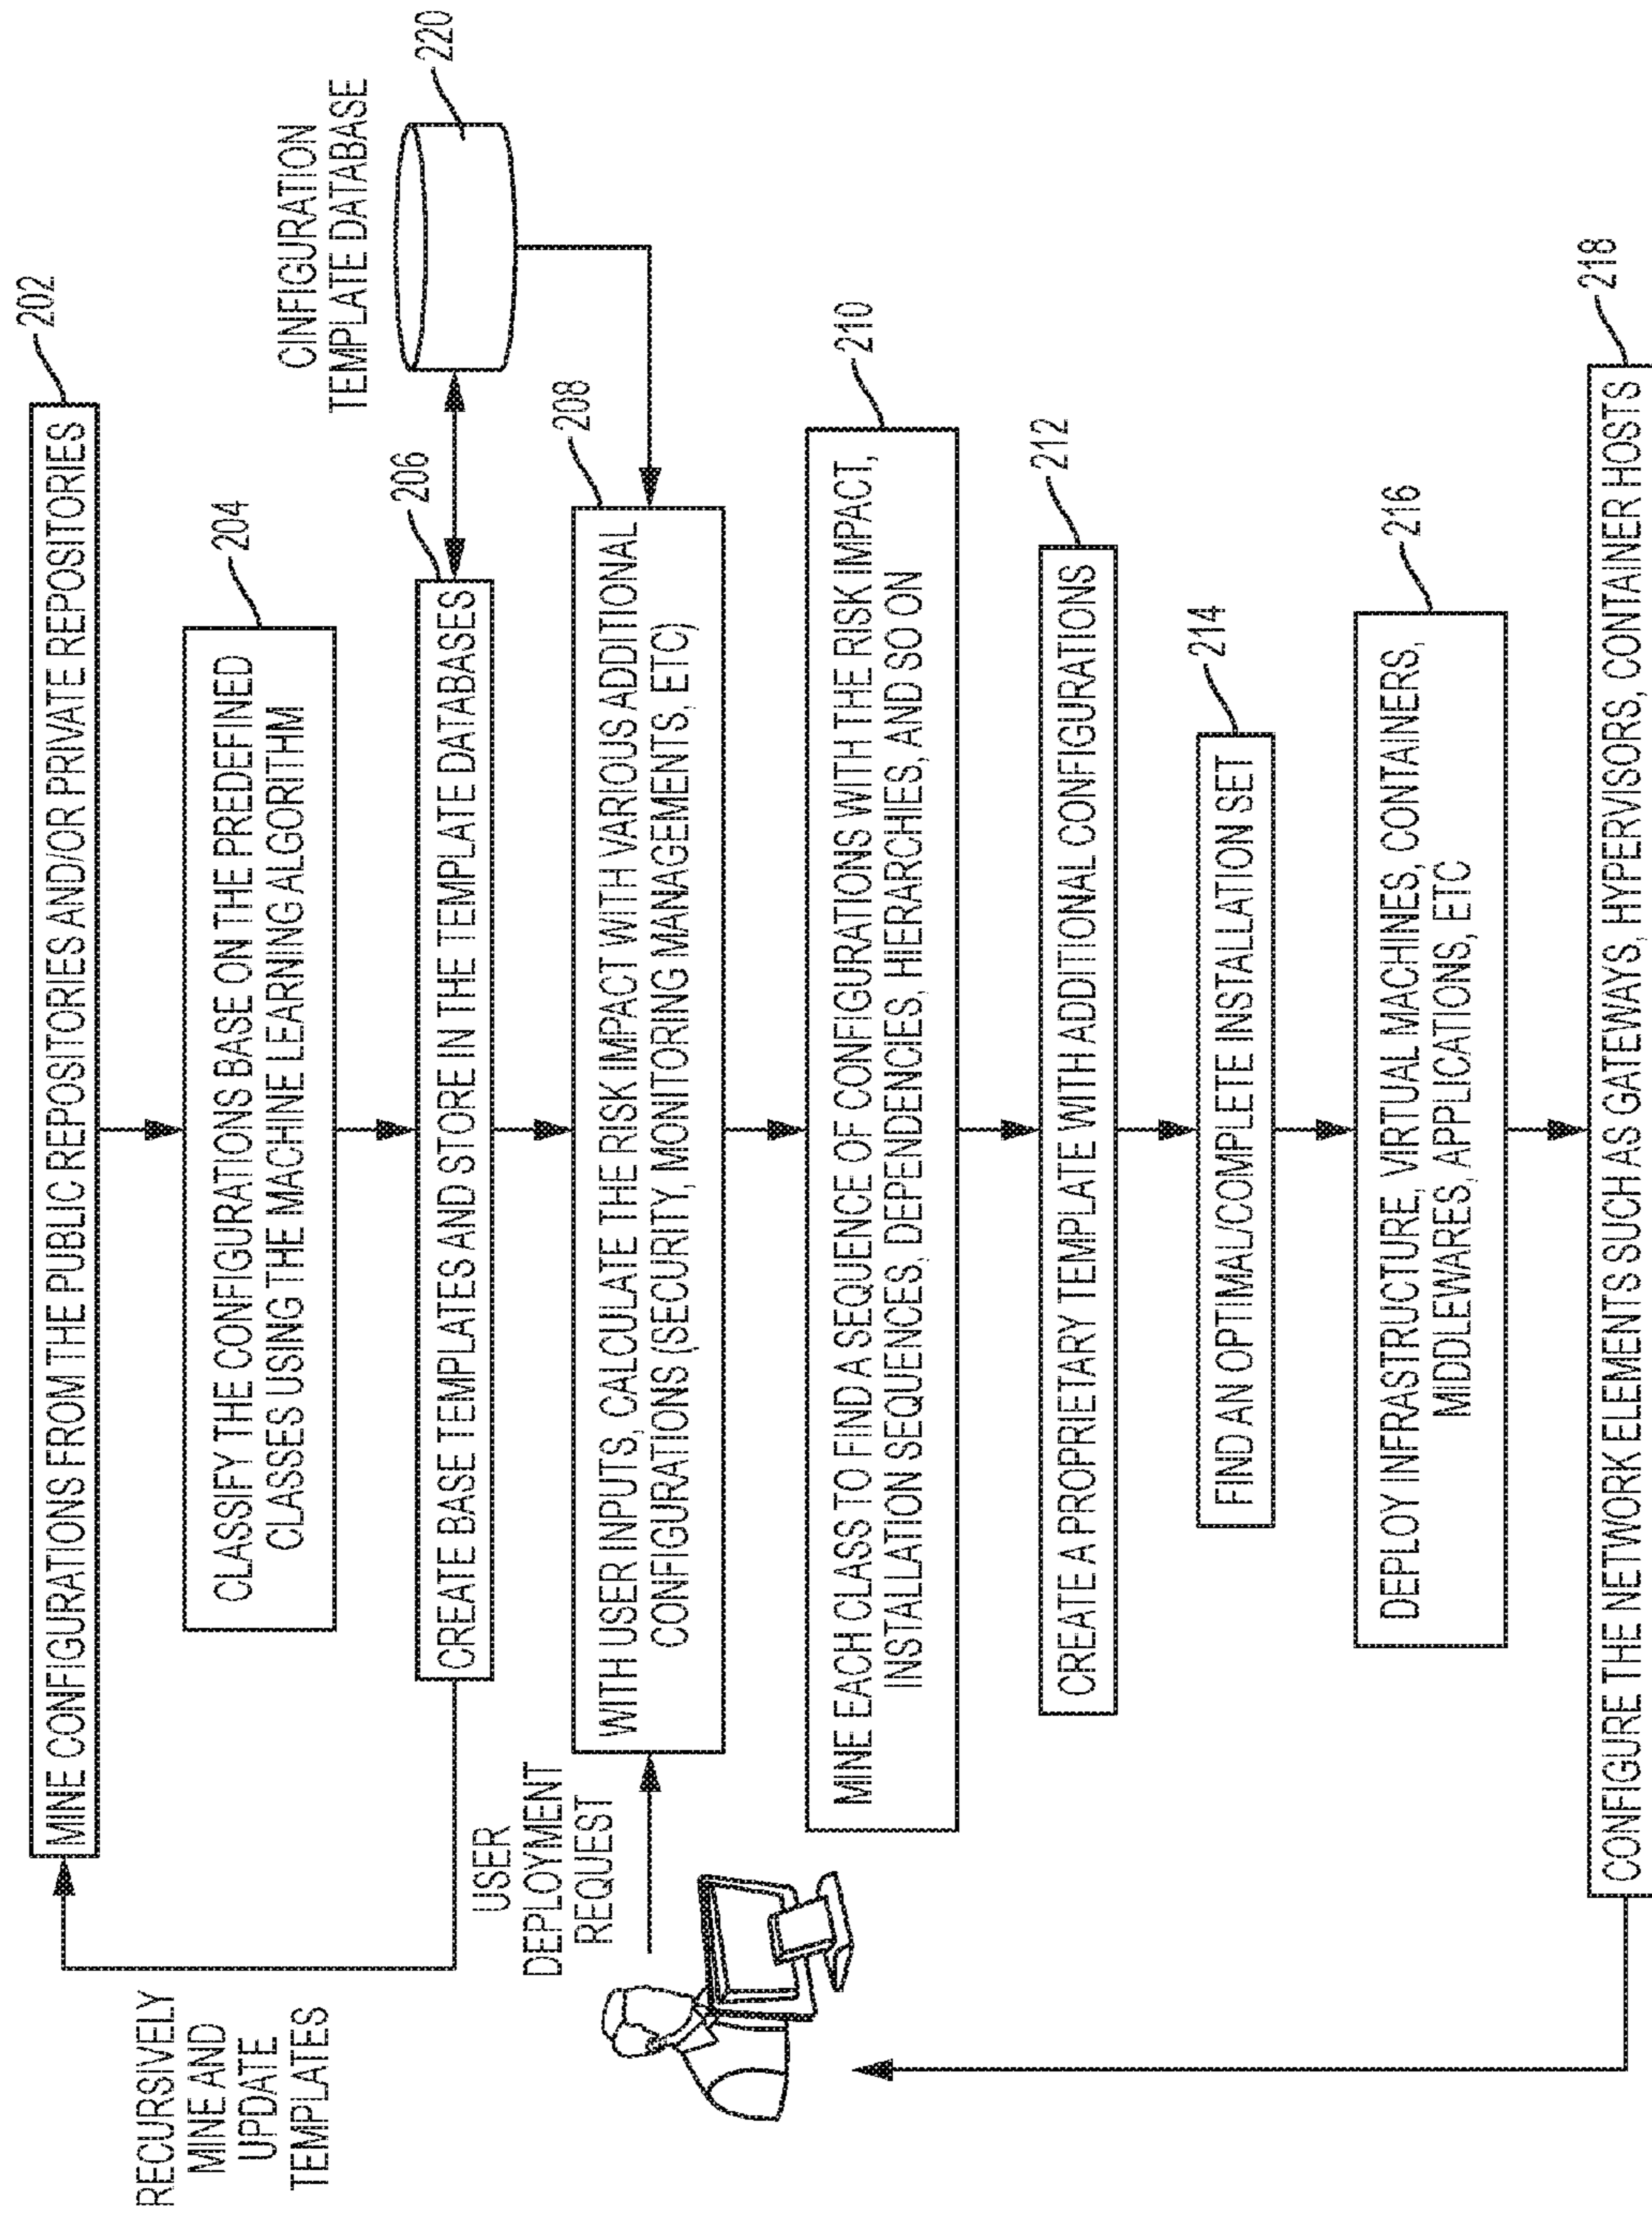 MINE CONFIGURATIONS FROM THE PUBLIC REPOSITORIES AND/OR PRIVATE REPOSITORIES
202
RECURSIVELY
MINE AND
UPDATE
TEMPLATES
CLASSIFY THE CONFIGURATIONS BASE ON THE PREDEFINED
CLASSES USING THE MACHINE LEARNING ALGORITHM
204
CINFIGURATION
TEMPLATE DATABASE
220
CREATE BASE TEMPLATES AND STORE IN THE TEMPLATE DATABASES
206
USER
DEPLOYMENT
REQUEST
WITH USER INPUTS, CALCULATE THE RISK IMPACT WITH VARIOUS ADDITIONAL
CONFIGURATIONS (SECURITY, MONITORING MANAGEMENTS, ETC)
208
MINE EACH CLASS TO FIND A SEQUENCE OF CONFIGURATIONS WITH THE RISK IMPACT,
INSTALLATION SEQUENCES, DEPENDENCIES, HIERARCHIES, AND SO ON
210
CREATE A PROPRIETARY TEMPLATE WITH ADDITIONAL CONFIGURATIONS
212
FIND AN OPTIMAL/COMPLETE INSTALLATION SET
214
DEPLOY INFRASTRUCTURE, VIRTUAL MACHINES, CONTAINERS,
MIDDLEWARES, APPLICATIONS, ETC
216
CONFIGURE THE NETWORK ELEMENTS SUCH AS GATEWAYS, HYPERVISORS, CONTAINER HOSTS
218